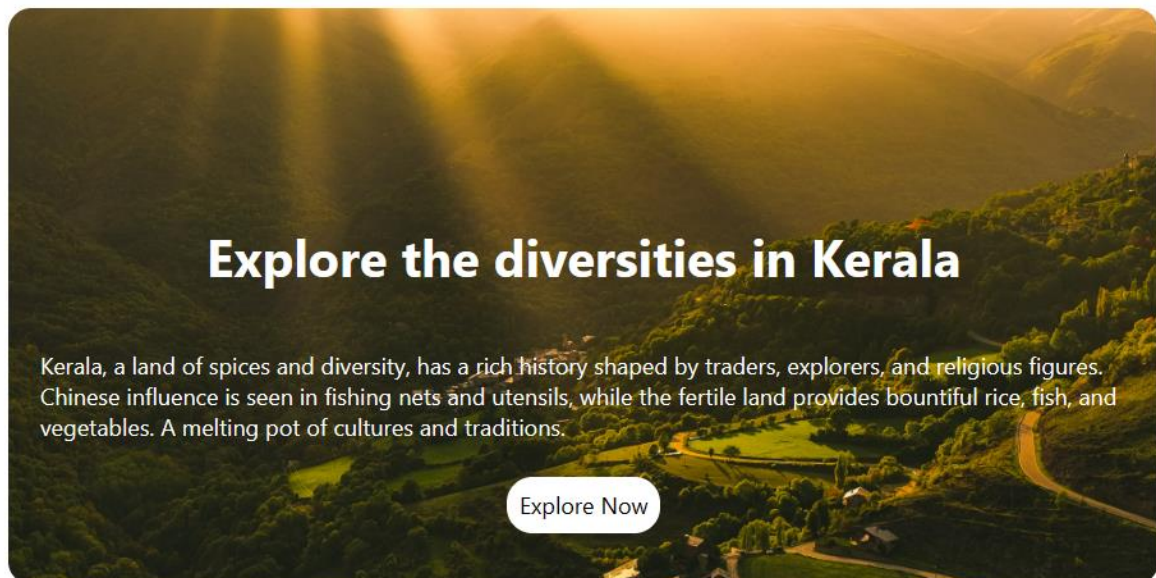 Explore the diversities in Kerala
Kerala, a land of spices and diversity, has a rich history shaped by traders, explorers, and religious figures.
Chinese influence is seen in fishing nets and utensils, while the fertile land provides bountiful rice, fish, and
vegetables. A melting pot of cultures and traditions.
Explore Now